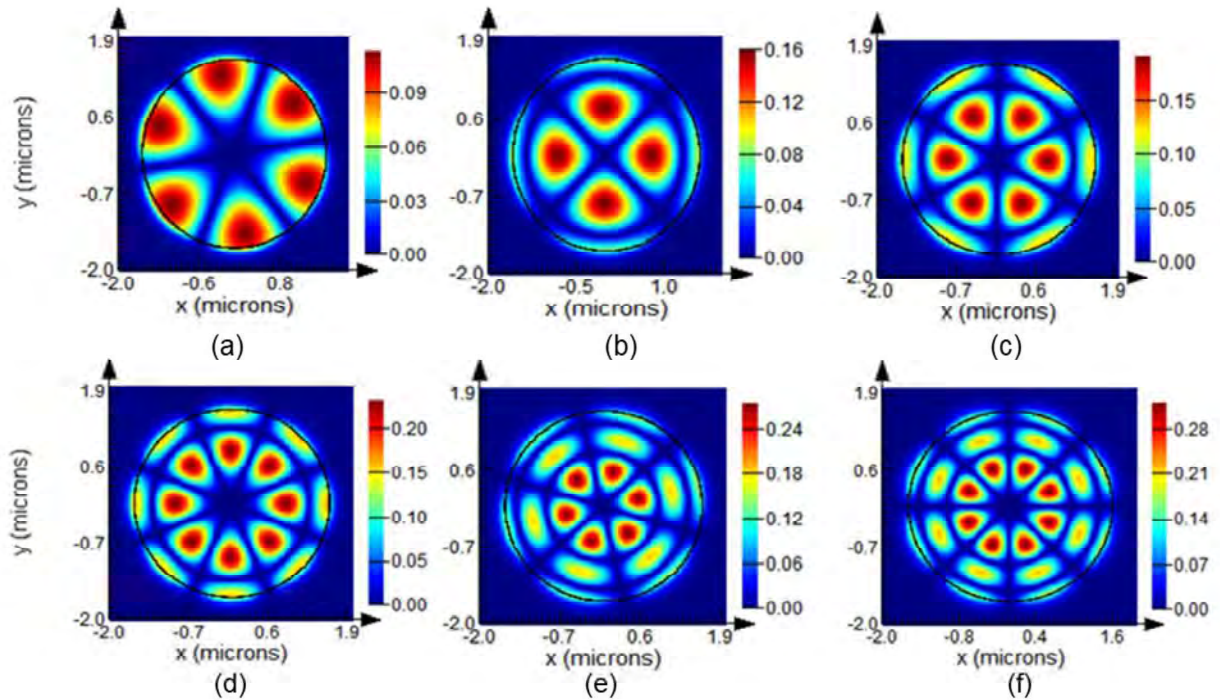 1.9
0.6
-0.7
-2.0
y (microns)
-2.0 -0.6 0.8
x (microns)
0.09
0.06
0.03
0.00
(a)
1.9
0.6
-0.7
-2.0
-2.0 -0.5 1.0
x (microns)
0.16
0.12
0.08
0.04
0.00
(b)
1.9
0.6
-0.7
-2.0
-2.0 -0.7 0.6 1.9
x (microns)
0.15
0.10
0.05
0.00
(c)
1.9
0.6
-0.7
-2.0
y (microns)
-2.0 -0.7 0.6 1.9
x (microns)
0.20
0.15
0.10
0.05
0.00
(d)
1.9
0.6
-0.7
-2.0
-2.0 -0.7 0.6 1.9
x (microns)
0.24
0.18
0.12
0.06
0.00
(e)
1.9
0.6
-0.7
-2.0
-2.0 -0.8 0.4 1.6
x (microns)
0.28
0.21
0.14
0.07
0.00
(f)